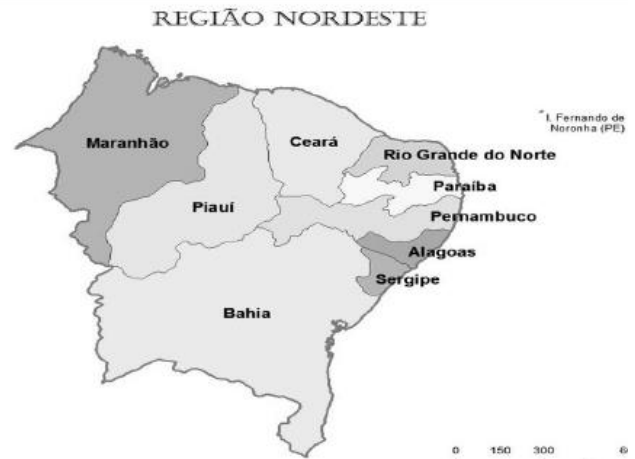 REGIÃO NORDESTE
I. Fernando de
Noronha (PE)
Maranhão
Ceará
Rio Grande do Norte
Paraíba
Piauí
Pernambuco
Alagoas
Sergipe
Bahia
0 150 300